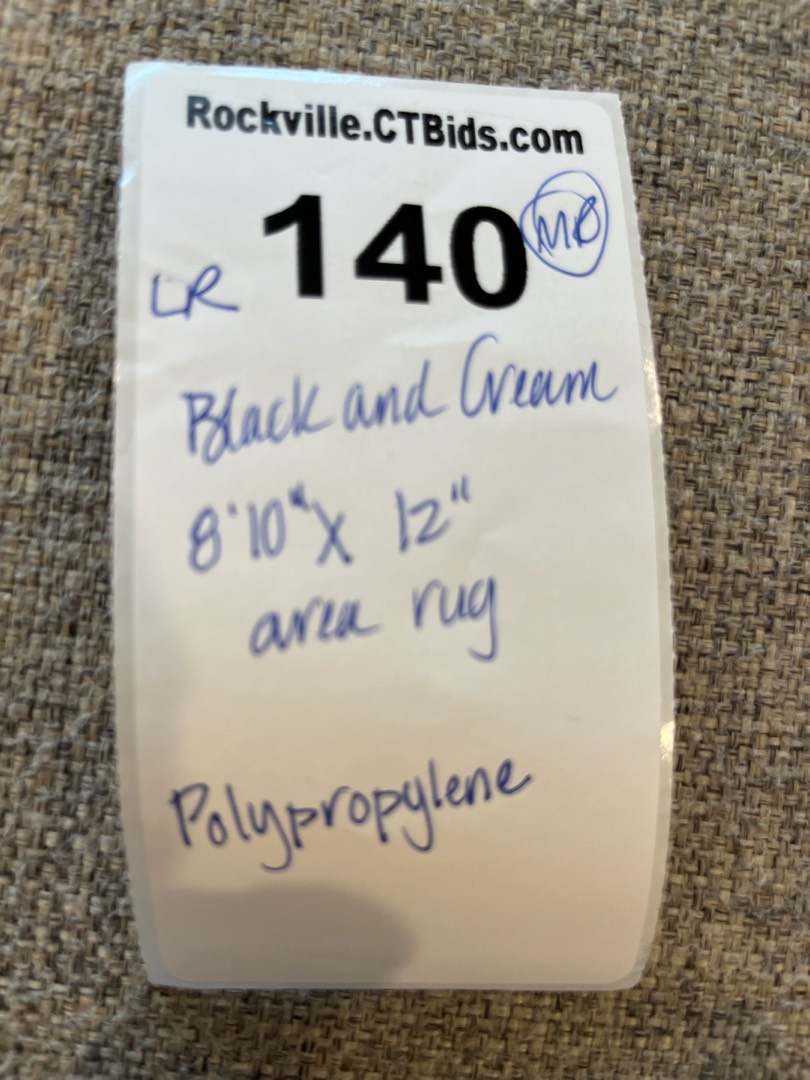 Rockville.CTBids.com
LR 140 MB
Black and Cream
8'10" X 12"
area rug
Polypropylene